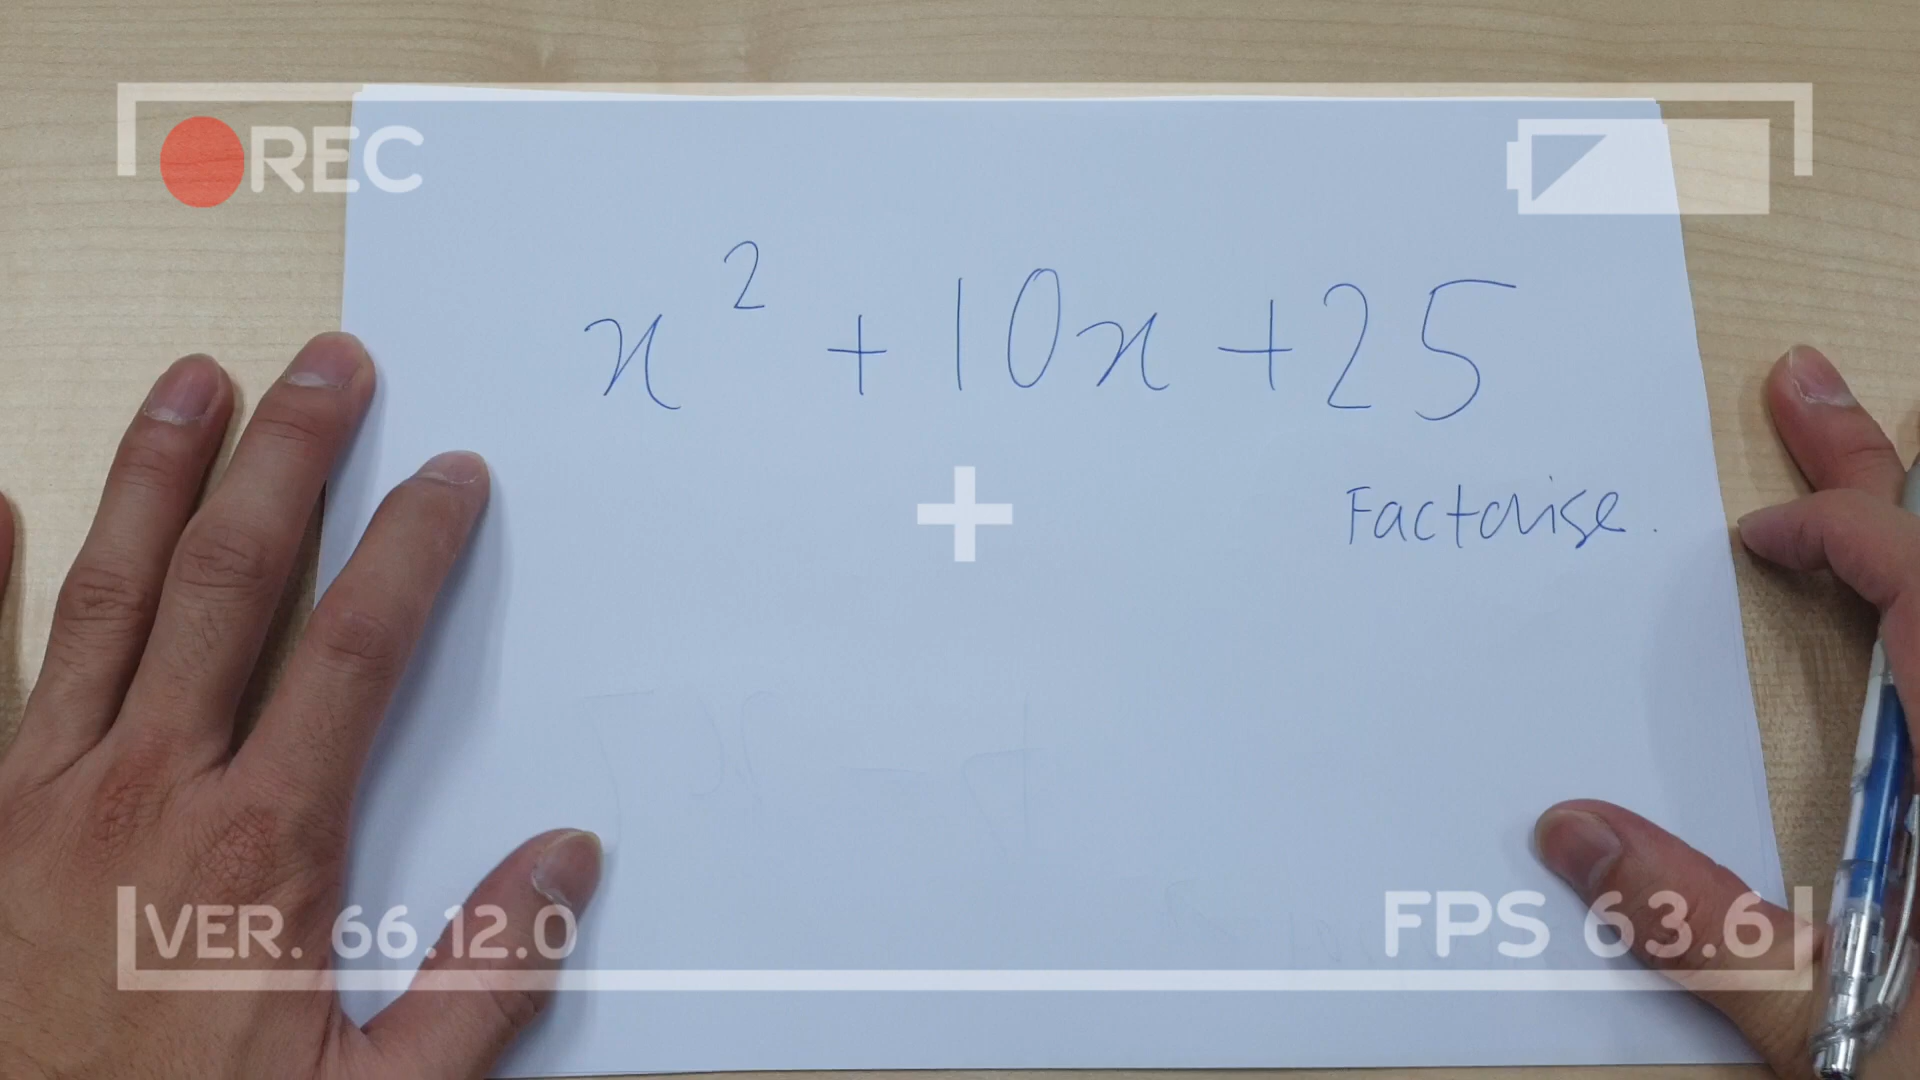 REC
x² +10x +25
Factorise.
VER. 66.12.0
FPS 63.6